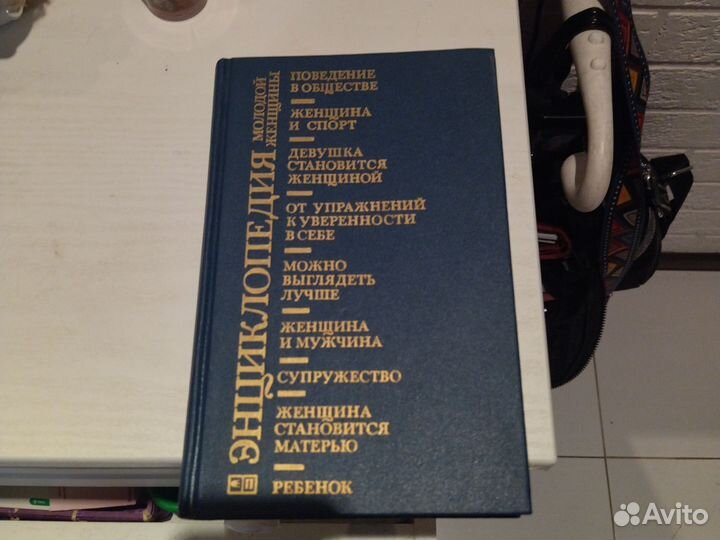 ЭНЦИКЛОПЕДИЯ
МОЛОДОЙ
ЖЕНЩИНЫ
ПОВЕДЕНИЕ
В ОБЩЕСТВЕ
ЖЕНЩИНА
И СПОРТ
ДЕВУШКА
СТАНОВИТСЯ
ЖЕНЩИНОЙ
ОТ УПРАЖНЕНИЙ
К УВЕРЕННОСТИ
В СЕБЕ
МОЖНО
ВЫГЛЯДЕТЬ
ЛУЧШЕ
ЖЕНЩИНА
И МУЖЧИНА
СУПРУЖЕСТВО
ЖЕНЩИНА
СТАНОВИТСЯ
МАТЕРЬЮ
РЕБЕНОК
Avito